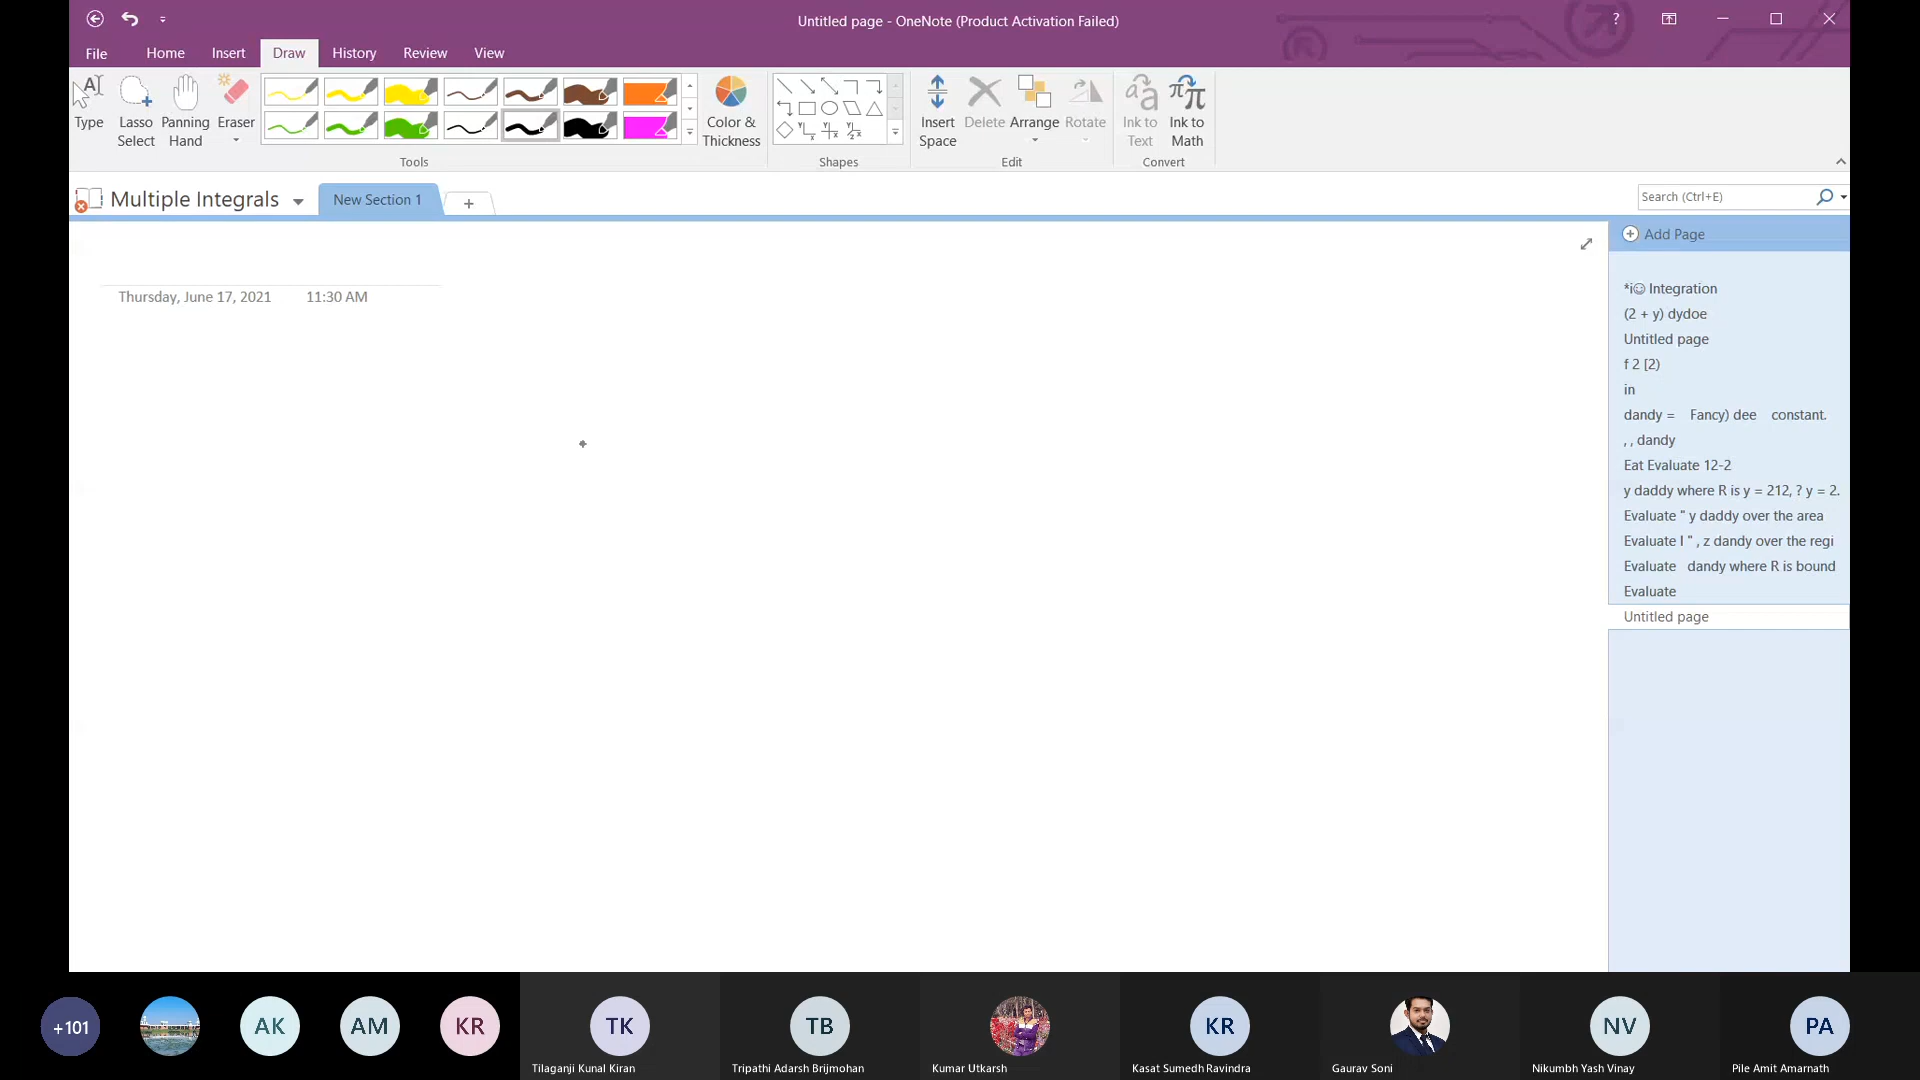 Untitled page - OneNote (Product Activation Failed)
?
File Home Insert Draw History Review View
Type
Lasso Select
Panning Hand
Eraser
Color & Thickness
Insert Space
Delete
Arrange
Rotate
Ink to Text
Ink to Math
Tools Shapes Edit Convert
Multiple Integrals New Section 1 +
Search (Ctrl+E)
Add Page
Thursday, June 17, 2021 11:30 AM
*i☺ Integration
(2 + y) dydoe
Untitled page
f 2 [2)
in
dandy = Fancy) dee constant.
, , dandy
Eat Evaluate 12-2
y daddy where R is y = 212, ? y = 2.
Evaluate " y daddy over the area
Evaluate I " , z dandy over the regi
Evaluate dandy where R is bound
Evaluate
Untitled page
+101 AK AM KR TK TB KR NV PA
Tilaganji Kunal Kiran Tripathi Adarsh Brijmohan Kumar Utkarsh Kasat Sumedh Ravindra Gaurav Soni Nikumbh Yash Vinay Pile Amit Amarnath